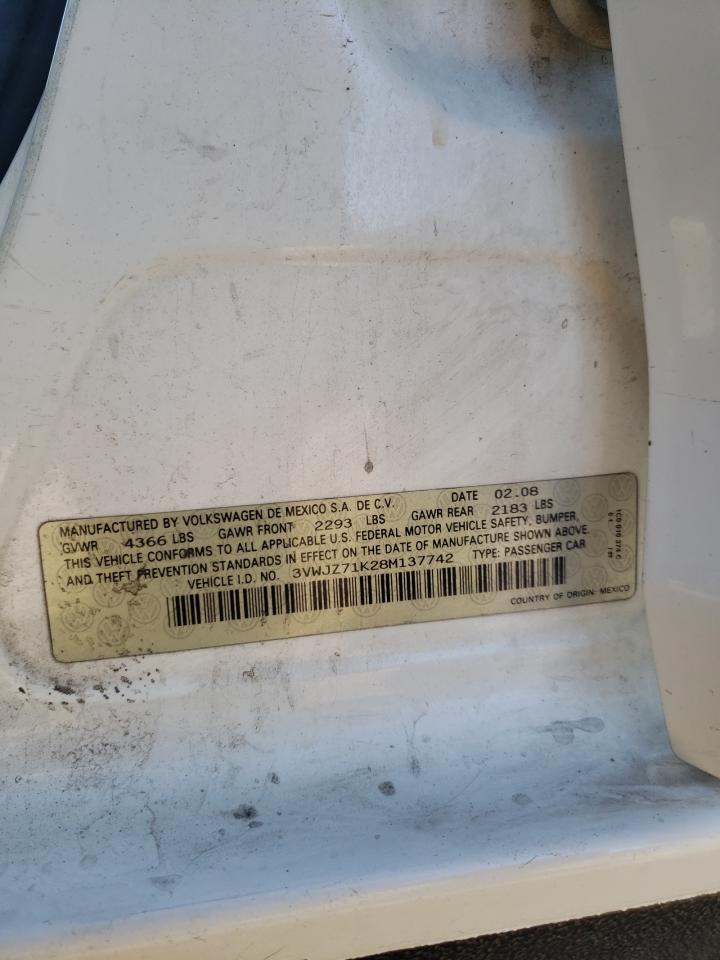 MANUFACTURED BY VOLKSWAGEN DE MEXICO S.A. DE C.V. DATE 02.08
GVWR 4366 LBS GAWR FRONT 2293 LBS GAWR REAR 2183 LBS
THIS VEHICLE CONFORMS TO ALL APPLICABLE U.S. FEDERAL MOTOR VEHICLE SAFETY, BUMPER,
AND THEFT PREVENTION STANDARDS IN EFFECT ON THE DATE OF MANUFACTURE SHOWN ABOVE.
VEHICLE I.D. NO. 3VWJZ71K28M137742 TYPE: PASSENGER CAR
COUNTRY OF ORIGIN: MEXICO